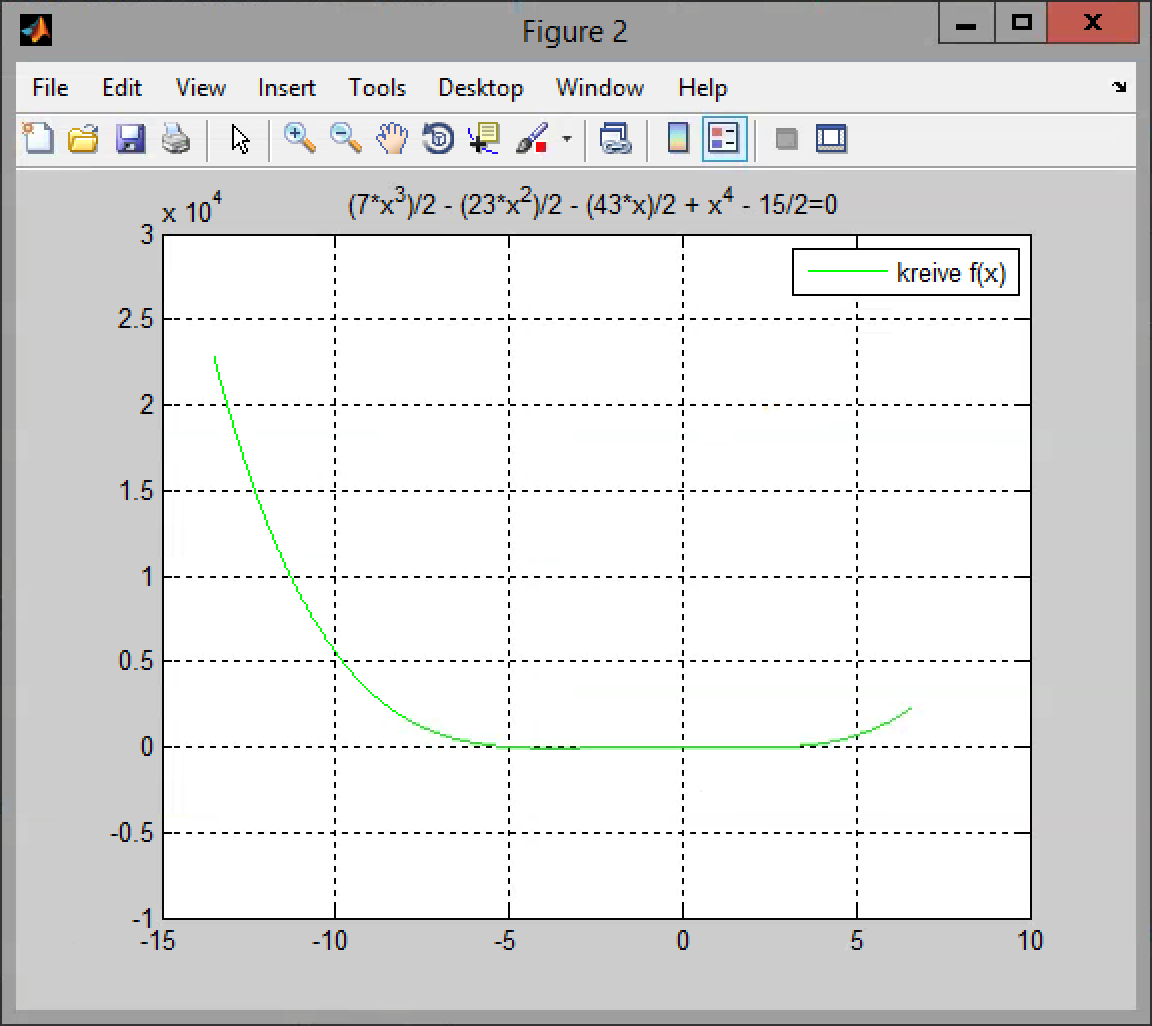 Figure 2
File Edit View Insert Tools Desktop Window Help
x 10^4
(7*x^3)/2 - (23*x^2)/2 - (43*x)/2 + x^4 - 15/2=0
3
kreive f(x)
2.5
2
1.5
1
0.5
0
-0.5
-1
-15 -10 -5 0 5 10